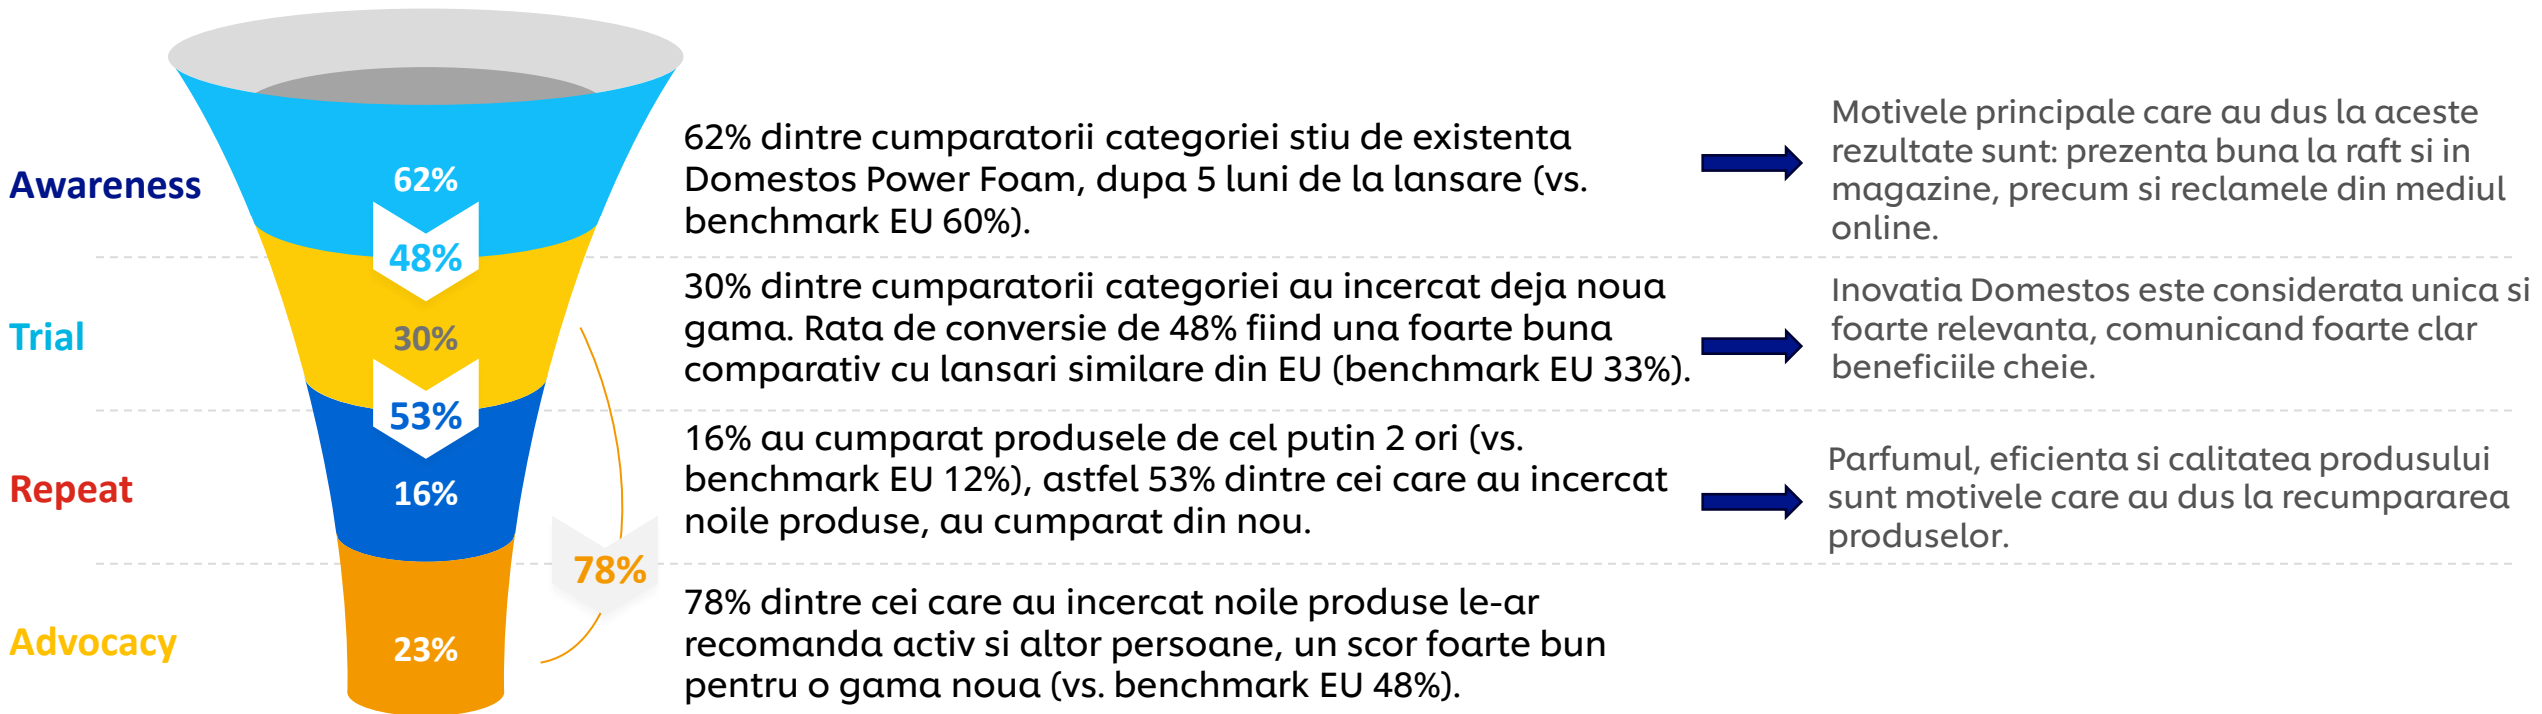 Awareness
62%
48%
62% dintre cumparatorii categoriei stiu de existenta
Domestos Power Foam, dupa 5 luni de la lansare (vs.
benchmark EU 60%).
Motivele principale care au dus la aceste
rezultate sunt: prezenta buna la raft si in
magazine, precum si reclamele din mediul
online.
Trial
30%
53%
30% dintre cumparatorii categoriei au incercat deja noua
gama. Rata de conversie de 48% fiind una foarte buna
comparativ cu lansari similare din EU (benchmark EU 33%).
Inovatia Domestos este considerata unica si
foarte relevanta, comunicand foarte clar
beneficiile cheie.
Repeat
16%
16% au cumparat produsele de cel putin 2 ori (vs.
benchmark EU 12%), astfel 53% dintre cei care au incercat
noile produse, au cumparat din nou.
Parfumul, eficienta si calitatea produsului
sunt motivele care au dus la recumpararea
produselor.
78%
Advocacy
23%
78% dintre cei care au incercat noile produse le-ar
recomanda activ si altor persoane, un scor foarte bun
pentru o gama noua (vs. benchmark EU 48%).